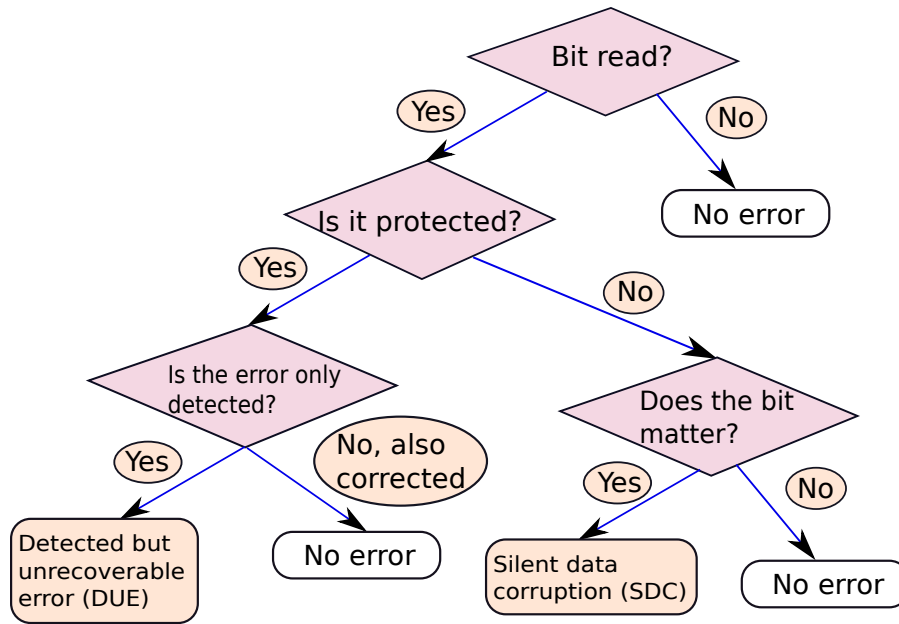 Bit read?
Yes
No
No error
Is it protected?
Yes
No
Is the error only
detected?
Does the bit
matter?
Yes
No, also
corrected
Yes
No
Detected but
unrecoverable
error (DUE)
No error
Silent data
corruption (SDC)
No error